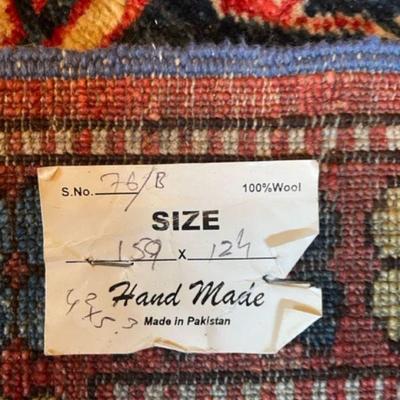 S.No. 76/B 100%Wool
SIZE
159 x 124
Hand Made
Made in Pakistan